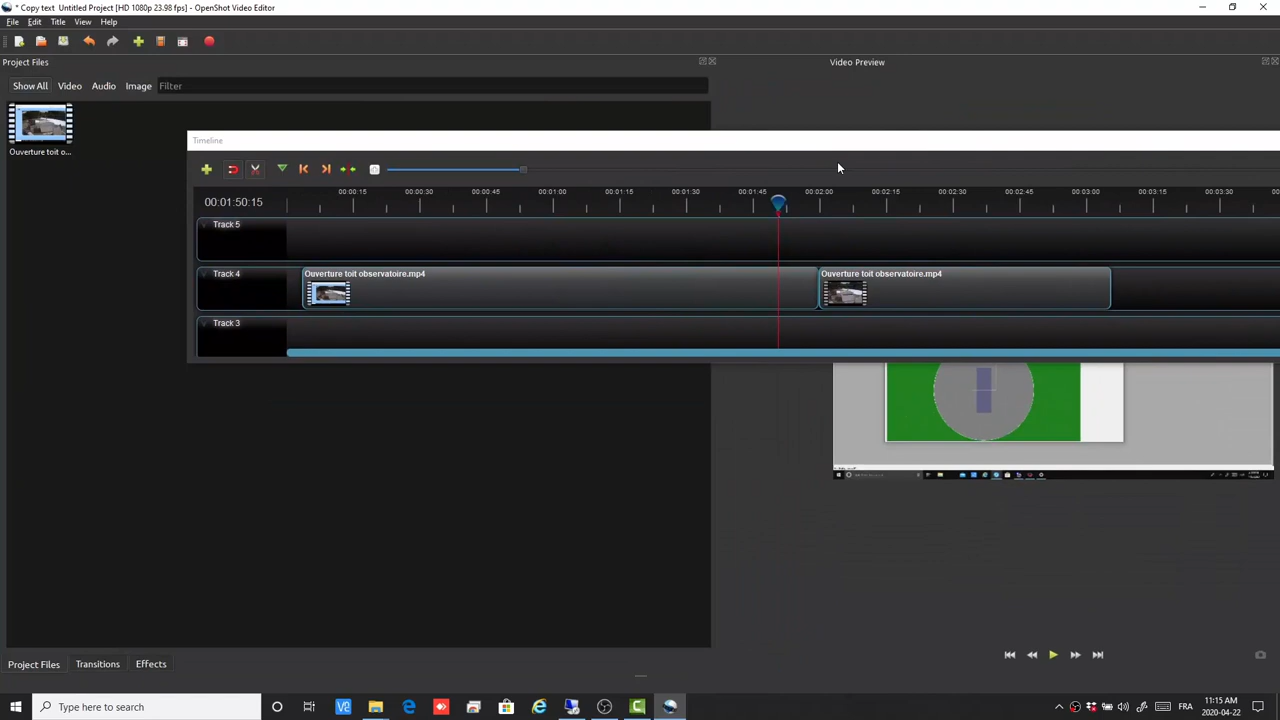 * Copy text  Untitled Project [HD 1080p 23.98 fps] - OpenShot Video Editor
File Edit Title View Help
Project Files
Video Preview
Show All Video Audio Image Filter
Ouverture toit o...
Timeline
00:01:50:15
00:00:15 00:00:30 00:00:45 00:01:00 00:01:15 00:01:30 00:01:45 00:02:00 00:02:15 00:02:30 00:02:45 00:03:00 00:03:15 00:03:30
Track 5
Track 4
Ouverture toit observatoire.mp4 Ouverture toit observatoire.mp4
Track 3
Project Files Transitions Effects
Type here to search
FRA
11:15 AM
2020-04-22